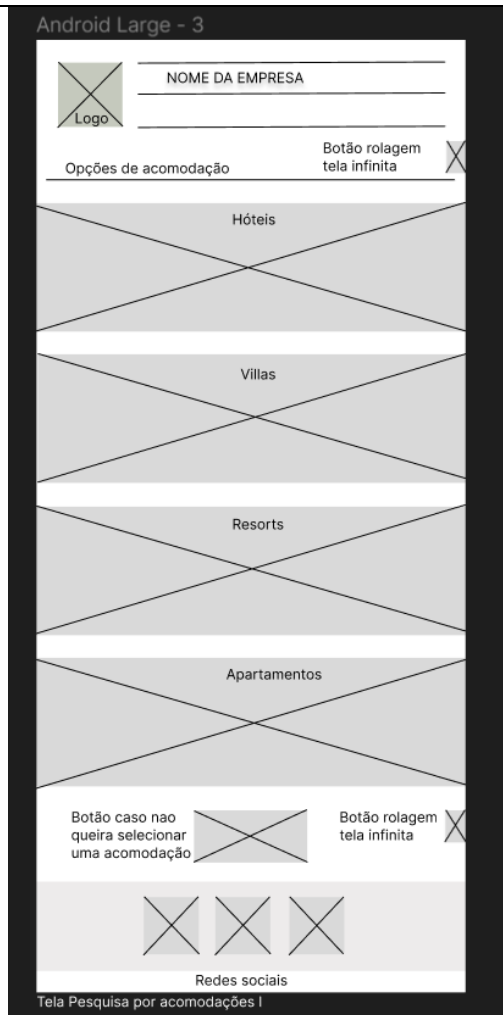 Android Large - 3
NOME DA EMPRESA
Logo
Botão rolagem
tela infinita
Opções de acomodação
Hóteis
Villas
Resorts
Apartamentos
Botão caso nao
queira selecionar
uma acomodação
Botão rolagem
tela infinita
Redes sociais
Tela Pesquisa por acomodações I